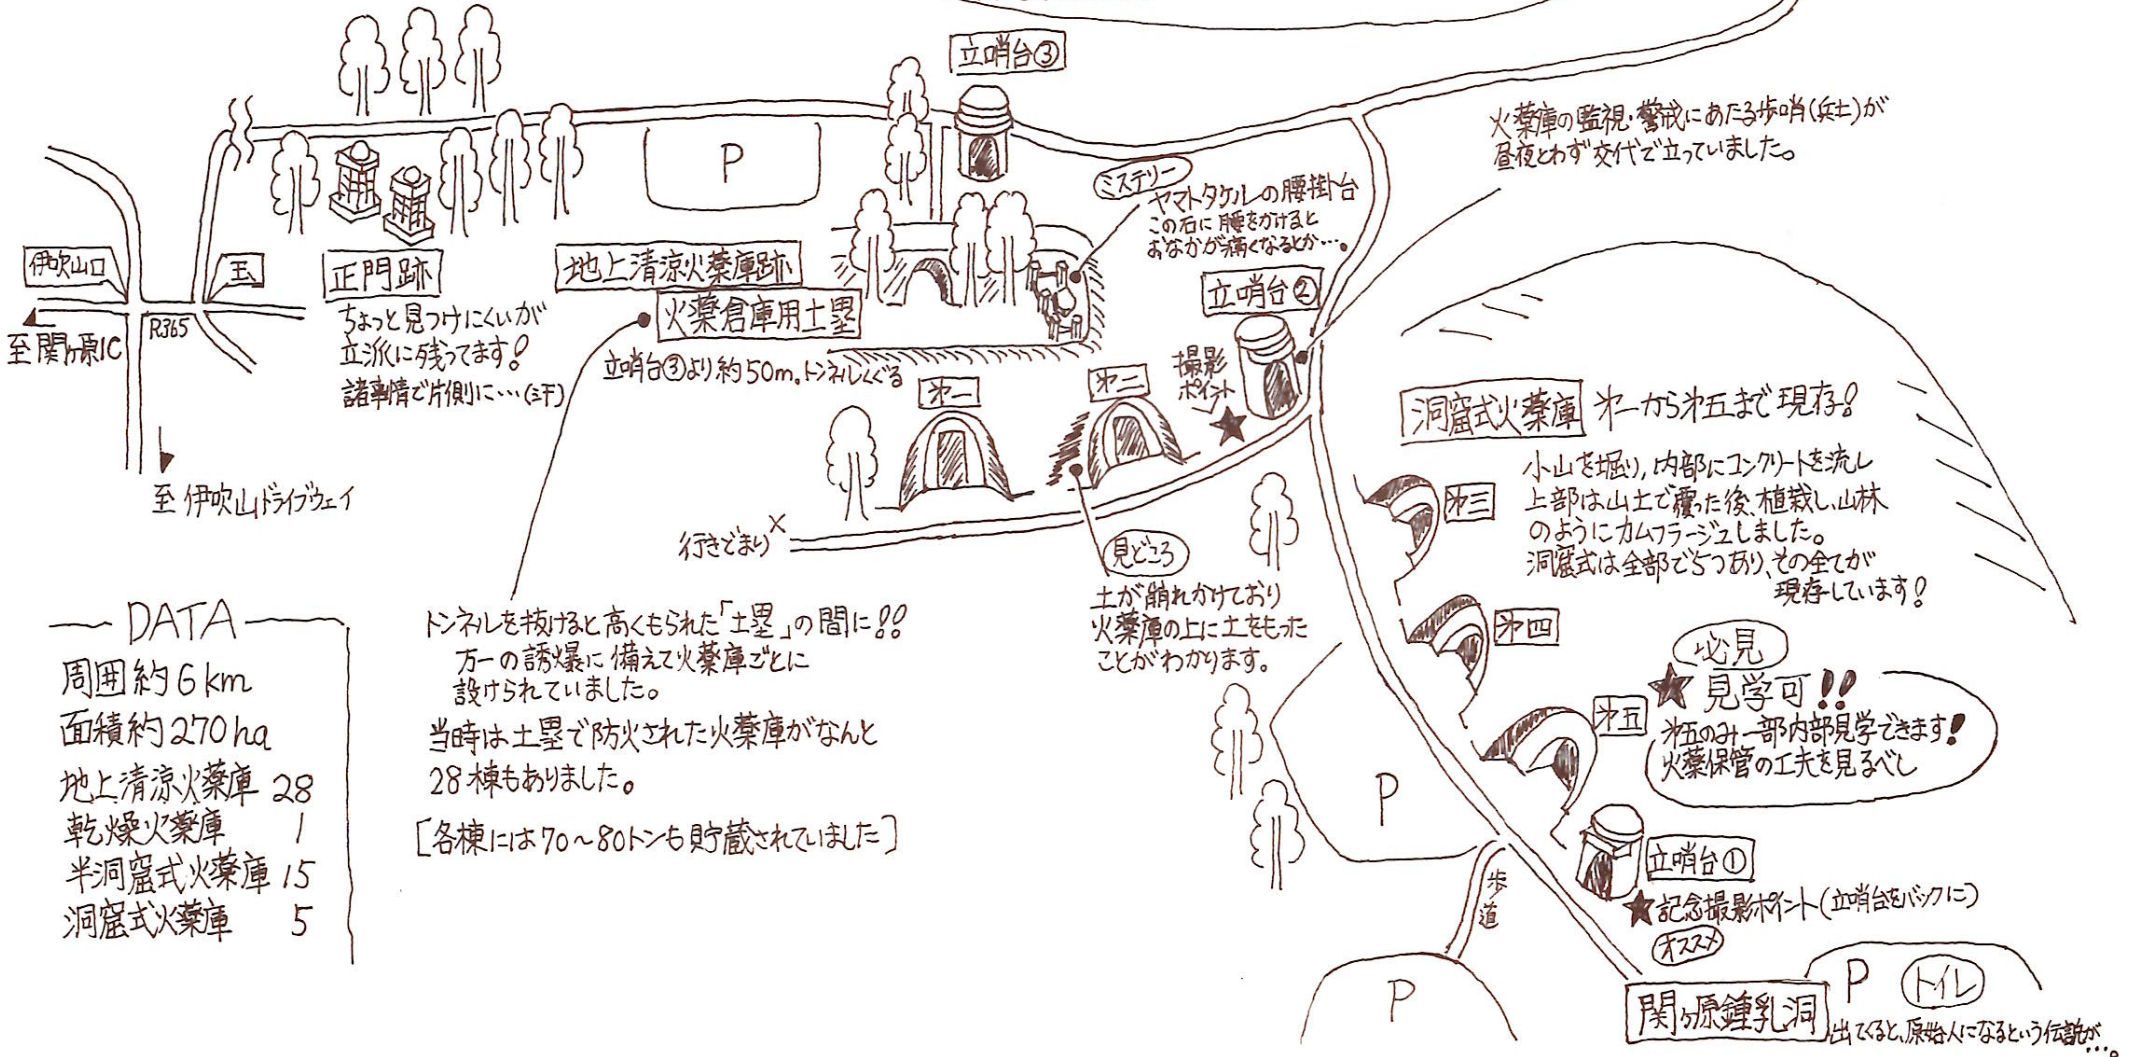 立哨台③
火薬庫の監視・警戒にあたる歩哨(兵士)が
昼夜とわず交代で立っていました。
P
ミステリー
ヤマトタケルの腰掛台
この石に腰をかけると
おなかが痛くなるとか…。
伊吹山口
玉
至関ヶ原IC
R365
至伊吹山ドライブウェイ
正門跡
ちょっと見つけにくいが
立派に残ってます!
諸事情で片側に…(汗)
地上清涼火薬庫跡
火薬倉庫用土塁
立哨台③より約50m。トンネルくぐる
立哨台②
撮影
ポイント
㐧一
㐧二
行きどまり×
見どころ
土が崩れかけており
火薬庫の上に土をもった
ことがわかります。
洞窟式火薬庫 㐧一から㐧五まで現存!
小山を堀り,内部にコンクリートを流し
上部は山土で覆った後、植栽し、山林
のようにカムフラージュしました。
洞窟式は全部で5つあり、その全てが
現存しています!
㐧三
㐧四
㐧五
必見
★見学可!!
㐧五のみ一部内部見学できます!
火薬保管の工夫を見るべし
DATA
周囲約6km
面積約270ha
地上清涼火薬庫 28
乾燥火薬庫 1
半洞窟式火薬庫 15
洞窟式火薬庫 5
トンネルを抜けると高くもられた「土塁」の間に!!
万一の誘爆に備えて火薬庫ごとに
設けられていました。
当時は土塁で防火された火薬庫がなんと
28棟もありました。
[各棟には70〜80トンも貯蔵されていました]
P
立哨台①
★記念撮影ポイント(立哨台をバックに)
オススメ
歩道
P
関ヶ原鍾乳洞
P トイレ
出てくると、原始人になるという伝説が…。